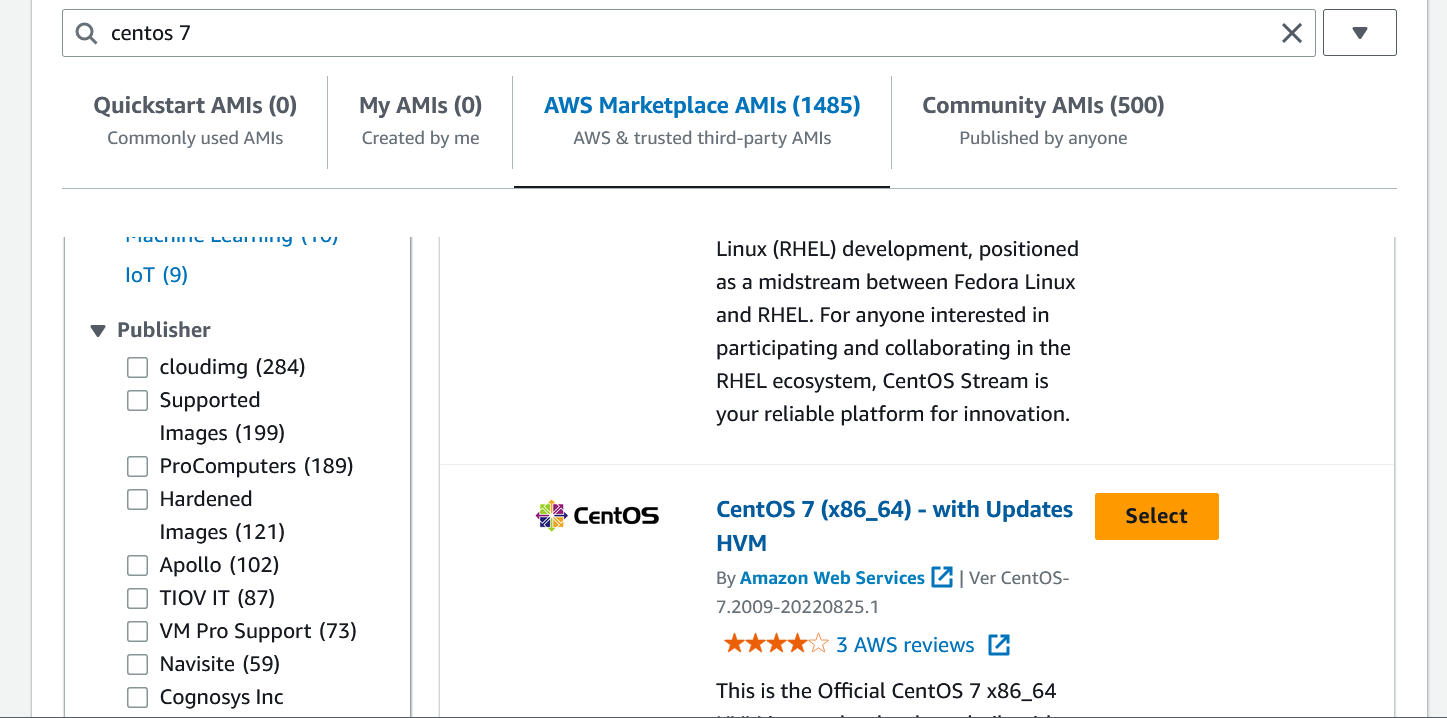 centos 7
Quickstart AMIs (0)
Commonly used AMIs
My AMIs (0)
Created by me
AWS Marketplace AMIs (1485)
AWS & trusted third-party AMIs
Community AMIs (500)
Published by anyone
Machine Learning (10)
IoT (9)
Publisher
cloudimg (284)
Supported
Images (199)
ProComputers (189)
Hardened
Images (121)
Apollo (102)
TIOV IT (87)
VM Pro Support (73)
Navisite (59)
Cognosys Inc
Linux (RHEL) development, positioned
as a midstream between Fedora Linux
and RHEL. For anyone interested in
participating and collaborating in the
RHEL ecosystem, CentOS Stream is
your reliable platform for innovation.
CentOS
CentOS 7 (x86_64) - with Updates
HVM
Select
By Amazon Web Services | Ver CentOS-
7.2009-20220825.1
3 AWS reviews
This is the Official CentOS 7 x86_64